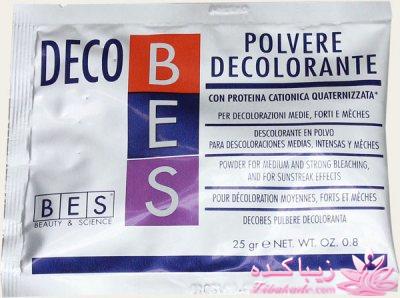 DECO
BES
POLVERE
DECOLORANTE
CON PROTEINA CATIONICA QUATERNIZZATA*
PER DECOLORAZIONI MEDIE, FORTI E MÈCHES
DESCOLORANTE EN POLVO
PARA DESCOLORACIONES MEDIAS, INTENSAS Y MÈCHES
POWDER FOR MEDIUM AND STRONG BLEACHING,
AND FOR SUNSTREAK EFFECTS
POUR DÉCOLORATION MOYENNES, FORTS ET MÈCHES
DECOBES PULBERE DECOLORANTA
25 gr e NET. WT. OZ. 0.8
BES®
BEAUTY & SCIENCE
زیباکده
Zibakade.com